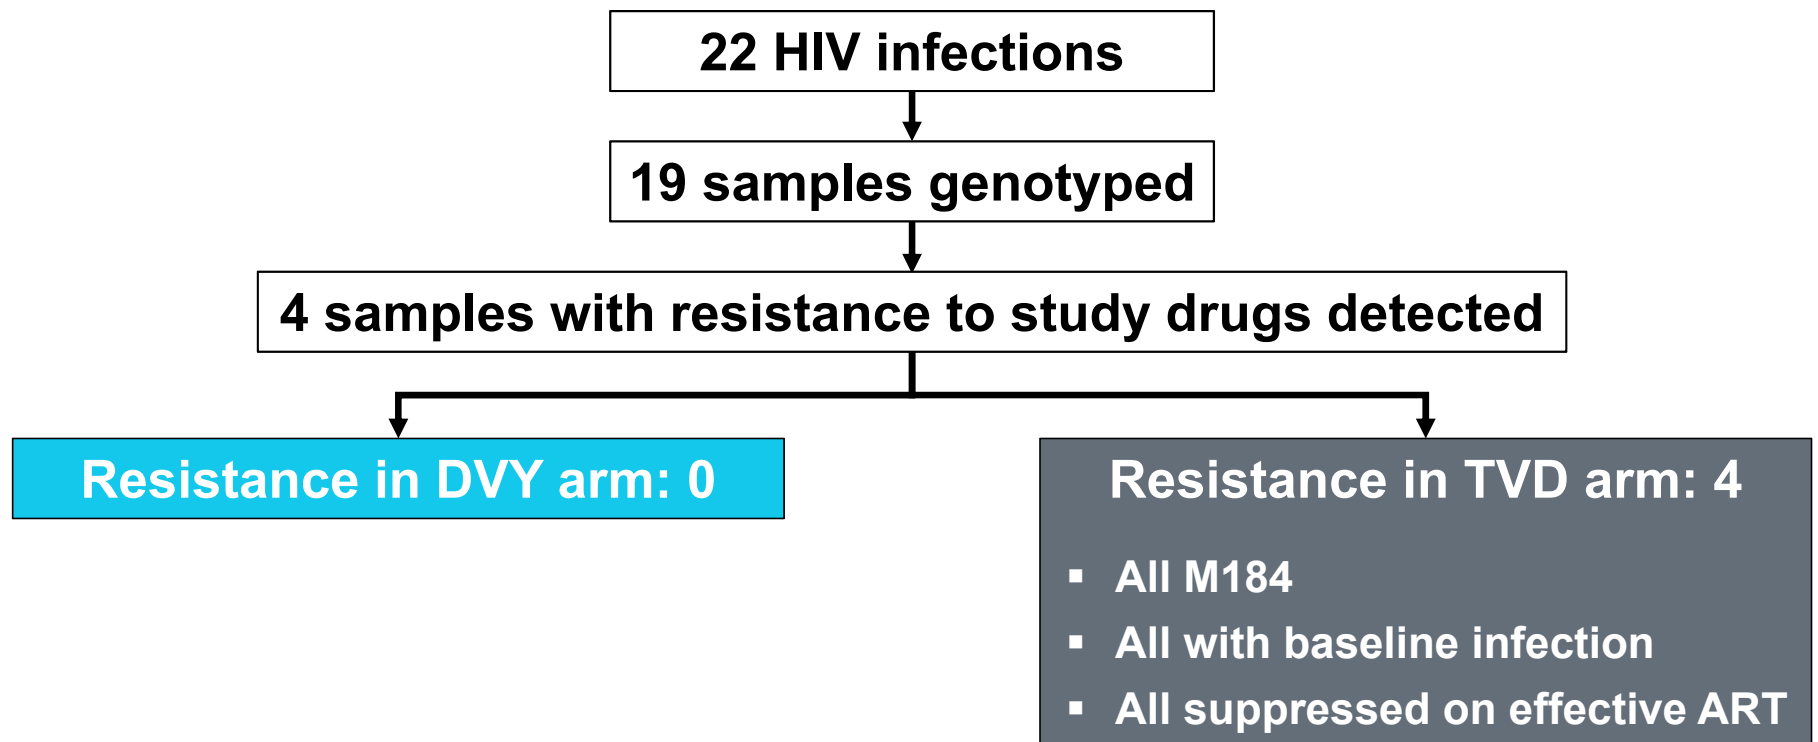 22 HIV infections
19 samples genotyped
4 samples with resistance to study drugs detected
Resistance in DVY arm: 0
Resistance in TVD arm: 4
▪ All M184
▪ All with baseline infection
▪ All suppressed on effective ART